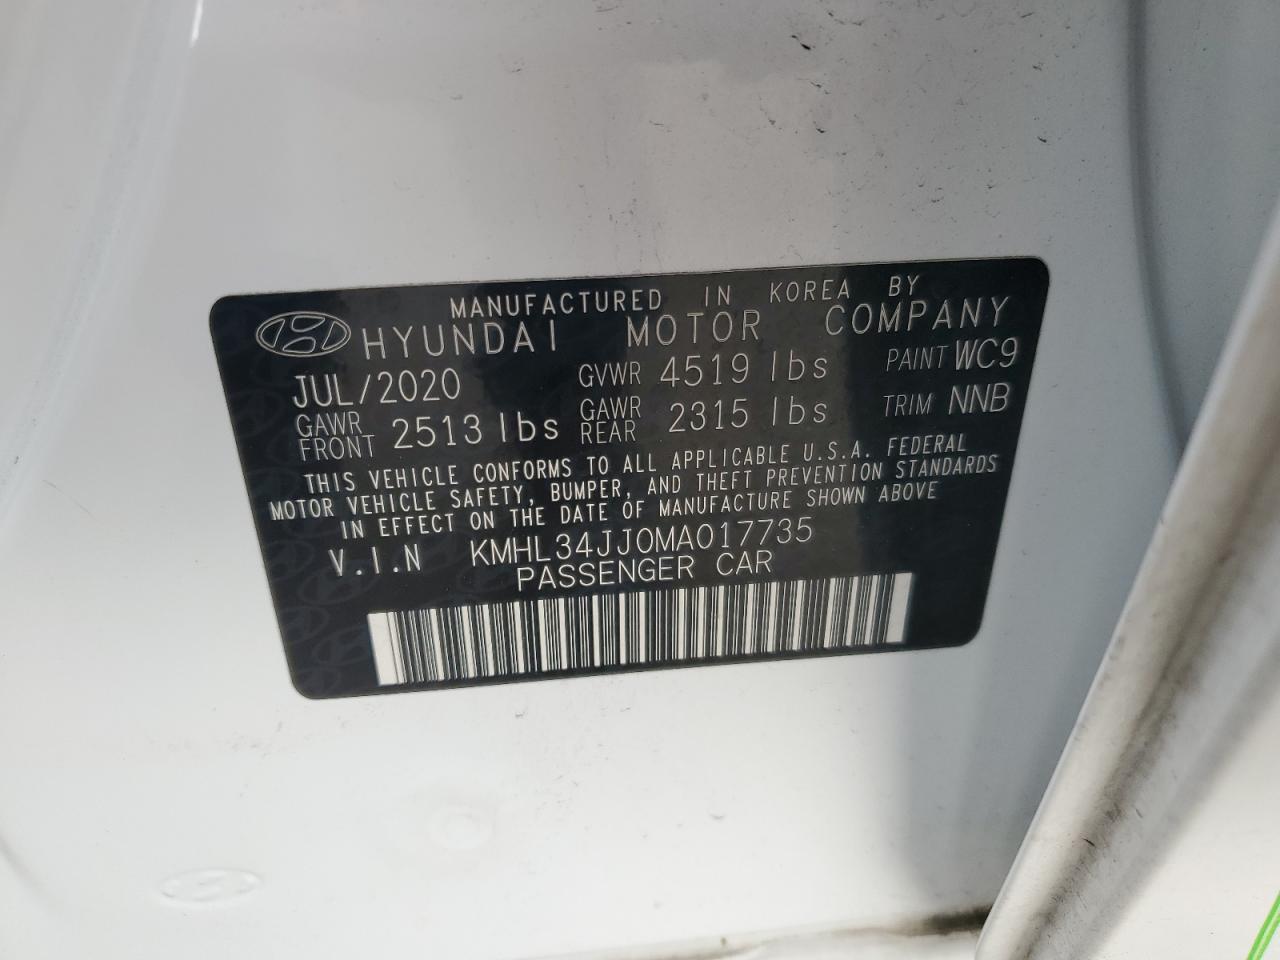 MANUFACTURED IN KOREA BY
HYUNDAI MOTOR COMPANY
JUL/2020 GVWR 4519 lbs PAINT WC9
GAWR FRONT 2513 lbs GAWR REAR 2315 lbs TRIM NNB
THIS VEHICLE CONFORMS TO ALL APPLICABLE U.S.A. FEDERAL
MOTOR VEHICLE SAFETY, BUMPER, AND THEFT PREVENTION STANDARDS
IN EFFECT ON THE DATE OF MANUFACTURE SHOWN ABOVE
V.I.N KMHL34JJ0MA017735
PASSENGER CAR